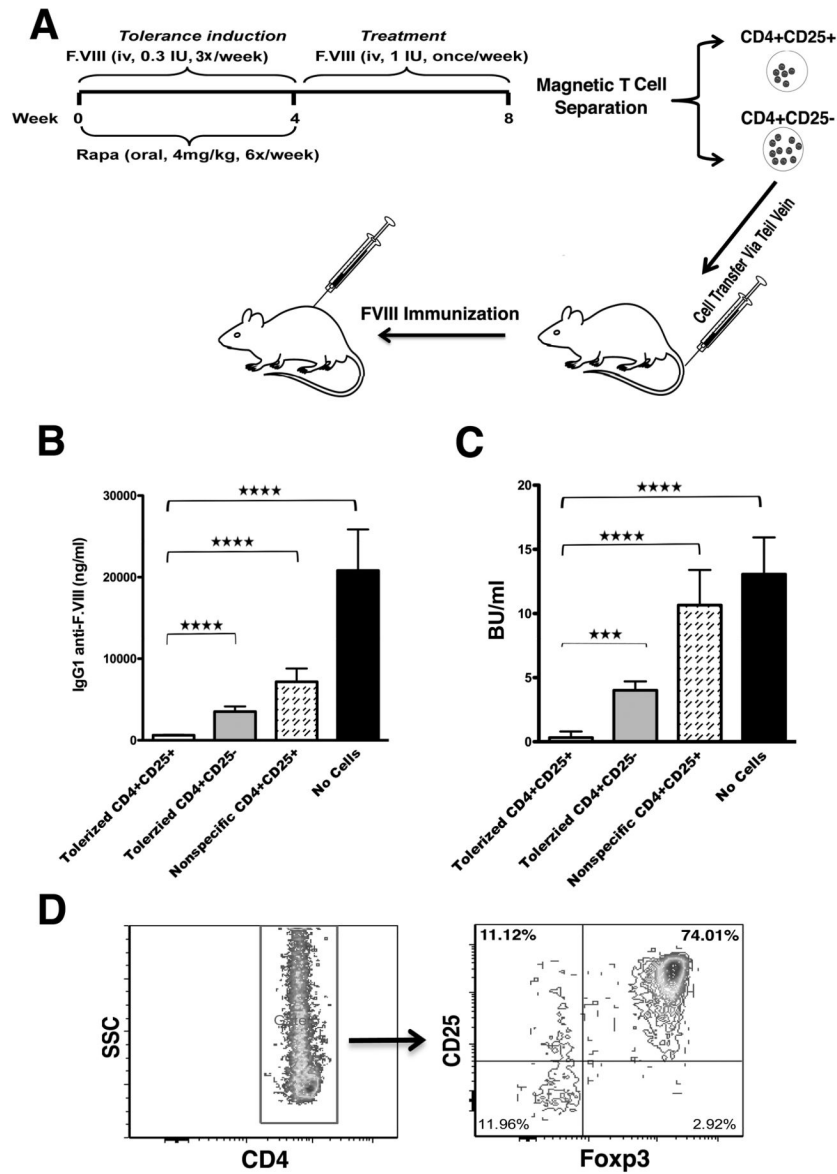 A
Tolerance induction
F.VIII (iv, 0.3 IU, 3x/week)
Treatment
F.VIII (iv, 1 IU, once/week)
Week
0
4
8
Rapa (oral, 4mg/kg, 6x/week)
Magnetic T Cell
Separation
CD4+CD25+
CD4+CD25-
Cell Transfer Via Teil Vein
FVIII Immunization
B
IgG1 anti-F.VIII (ng/ml)
30000
20000
10000
0
★★★★
★★★★
★★★★
Tolerized CD4+CD25+
Tolerzied CD4+CD25-
Nonspecific CD4+CD25+
No Cells
C
BU/ml
20
15
10
5
0
★★★★
★★★★
★★★
Tolerized CD4+CD25+
Tolerzied CD4+CD25-
Nonspecific CD4+CD25+
No Cells
D
SSC
CD4
CD25
11.12%
74.01%
11.96%
2.92%
Foxp3